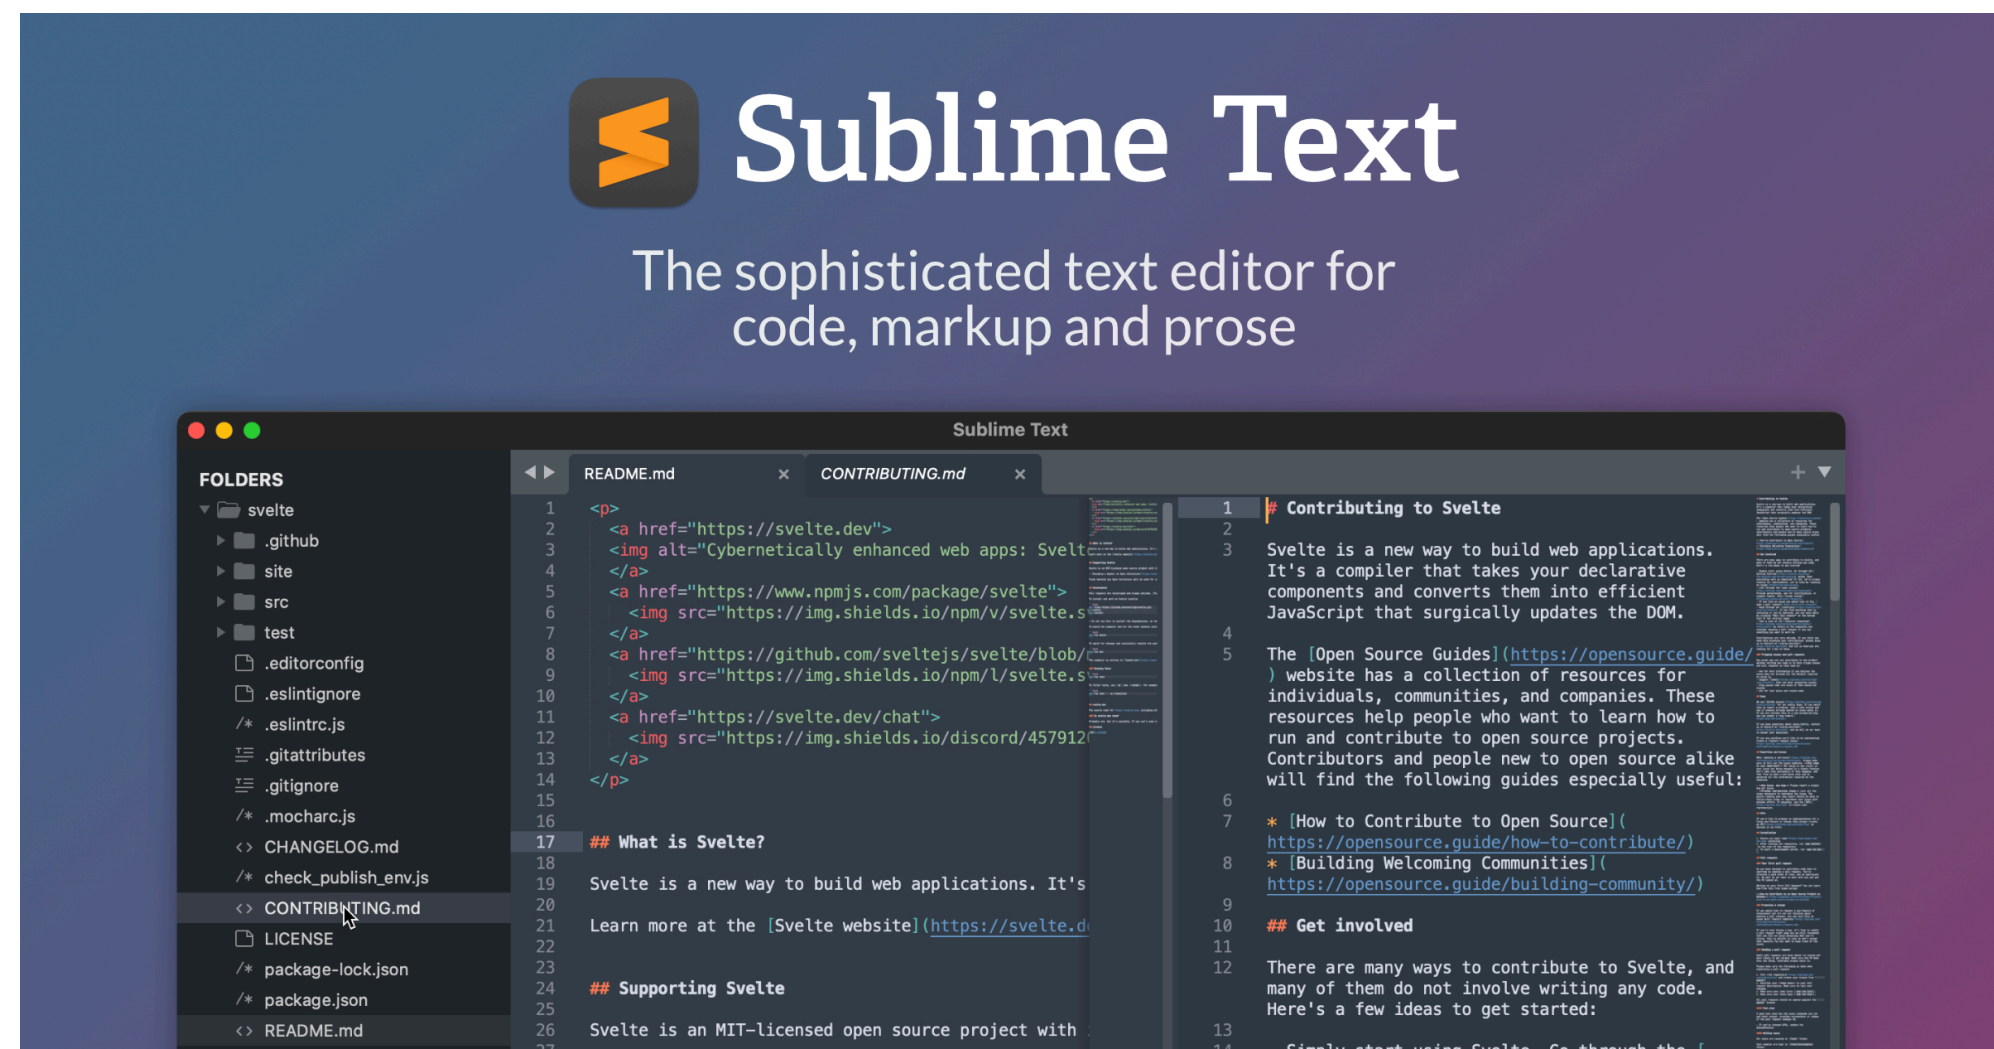 Sublime Text
The sophisticated text editor for
code, markup and prose
Sublime Text
FOLDERS
svelte
.github
site
src
test
.editorconfig
.eslintignore
/* .eslintrc.js
.gitattributes
.gitignore
/* .mocharc.js
<> CHANGELOG.md
/* check_publish_env.js
<> CONTRIBUTING.md
LICENSE
/* package-lock.json
/* package.json
<> README.md
README.md
CONTRIBUTING.md
1 <p>
2 <a href="https://svelte.dev">
3 <img alt="Cybernetically enhanced web apps: Svelt
4 </a>
5 <a href="https://www.npmjs.com/package/svelte">
6 <img src="https://img.shields.io/npm/v/svelte.s
7 </a>
8 <a href="https://github.com/sveltejs/svelte/blob/
9 <img src="https://img.shields.io/npm/l/svelte.s
10 </a>
11 <a href="https://svelte.dev/chat">
12 <img src="https://img.shields.io/discord/457912
13 </a>
14 </p>
15
16
17 ## What is Svelte?
18
19 Svelte is a new way to build web applications. It's
20
21 Learn more at the [Svelte website](https://svelte.de
22
23
24 ## Supporting Svelte
25
26 Svelte is an MIT-licensed open source project with
27
1 # Contributing to Svelte
2
3 Svelte is a new way to build web applications.
It's a compiler that takes your declarative
components and converts them into efficient
JavaScript that surgically updates the DOM.
4
5 The [Open Source Guides](https://opensource.guide/
) website has a collection of resources for
individuals, communities, and companies. These
resources help people who want to learn how to
run and contribute to open source projects.
Contributors and people new to open source alike
will find the following guides especially useful:
6
7 * [How to Contribute to Open Source](
https://opensource.guide/how-to-contribute/)
8 * [Building Welcoming Communities](
https://opensource.guide/building-community/)
9
10 ## Get involved
11
12 There are many ways to contribute to Svelte, and
many of them do not involve writing any code.
Here's a few ideas to get started:
13
14 - Simply start using Svelte. Go through the [